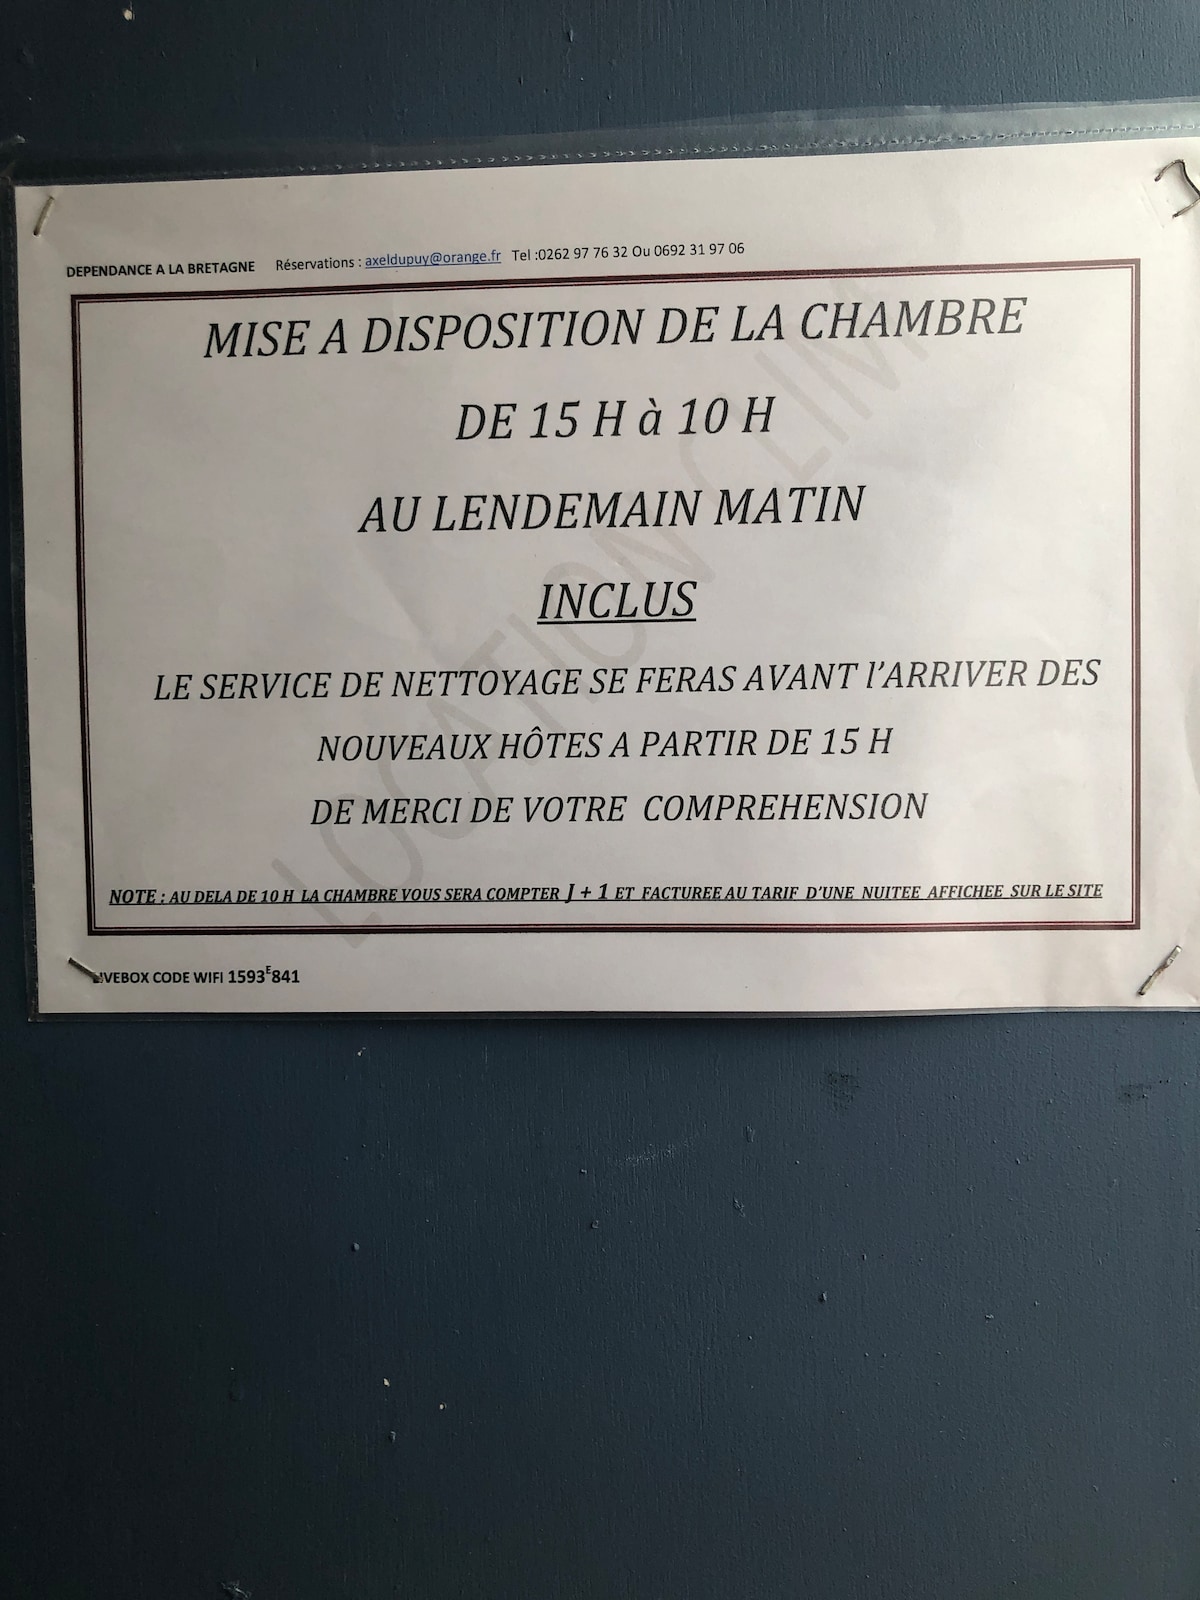 DEPENDANCE A LA BRETAGNE Réservations : axeldupuy@orange.fr Tel :0262 97 76 32 Ou 0692 31 97 06
MISE A DISPOSITION DE LA CHAMBRE
DE 15 H à 10 H
AU LENDEMAIN MATIN
INCLUS
LE SERVICE DE NETTOYAGE SE FERAS AVANT l'ARRIVER DES
NOUVEAUX HÔTES A PARTIR DE 15 H
DE MERCI DE VOTRE COMPREHENSION
NOTE : AU DELA DE 10 H LA CHAMBRE VOUS SERA COMPTER J + 1 ET FACTUREE AU TARIF D'UNE NUITEE AFFICHEE SUR LE SITE
LIVEBOX CODE WIFI 1593E841
LOCATION CLIM